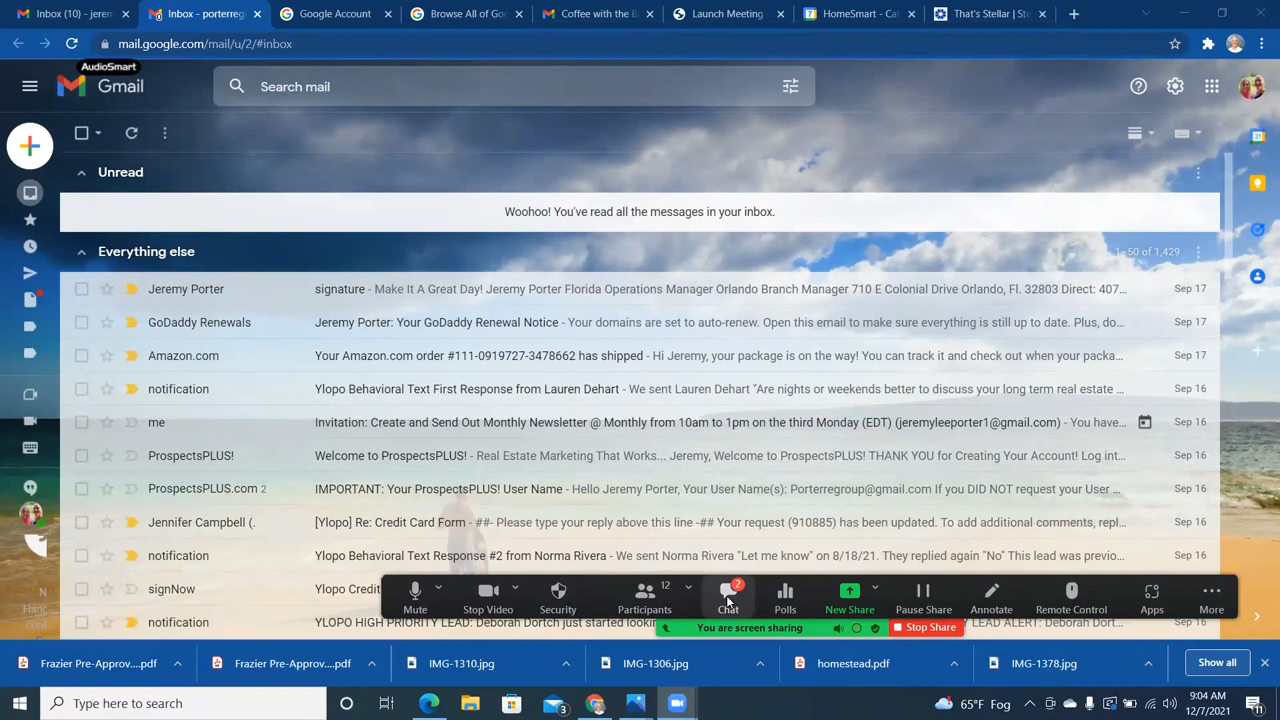 Inbox (10) - jerem
Inbox - porterreg
Google Account
Browse All of Goo
Coffee with the B
Launch Meeting
HomeSmart - Cal
That's Stellar | Ste
mail.google.com/mail/u/2/#inbox
AudioSmart
Gmail
Search mail
Unread
Woohoo! You've read all the messages in your inbox.
Everything else
1–50 of 1,429
Jeremy Porter signature - Make It A Great Day! Jeremy Porter Florida Operations Manager Orlando Branch Manager 710 E Colonial Drive Orlando, Fl. 32803 Direct: 407... Sep 17
GoDaddy Renewals Jeremy Porter: Your GoDaddy Renewal Notice - Your domains are set to auto-renew. Open this email to make sure everything is still up to date. Plus, do... Sep 17
Amazon.com Your Amazon.com order #111-0919727-3478662 has shipped - Hi Jeremy, your package is on the way! You can track it and check out when your packa... Sep 17
notification Ylopo Behavioral Text First Response from Lauren Dehart - We sent Lauren Dehart "Are nights or weekends better to discuss your long term real estate ... Sep 16
me Invitation: Create and Send Out Monthly Newsletter @ Monthly from 10am to 1pm on the third Monday (EDT) (jeremyleeporter1@gmail.com) - You have... Sep 16
ProspectsPLUS! Welcome to ProspectsPLUS! - Real Estate Marketing That Works... Jeremy, Welcome to ProspectsPLUS! THANK YOU for Creating Your Account! Log int... Sep 16
ProspectsPLUS.com 2 IMPORTANT: Your ProspectsPLUS! User Name - Hello Jeremy Porter, Your User Name(s): Porterregroup@gmail.com If you DID NOT request your User ... Sep 16
Jennifer Campbell (. [Ylopo] Re: Credit Card Form - ##- Please type your reply above this line -## Your request (910885) has been updated. To add additional comments, repl... Sep 16
notification Ylopo Behavioral Text Response #2 from Norma Rivera - We sent Norma Rivera "Let me know" on 8/18/21. They replied again "No" This lead was previo... Sep 16
signNow Ylopo Credit
notification Ylopo HIGH PRIORITY LEAD: Deborah Dortch just started lookin LEAD ALERT: Deborah Dortch... Sep 16
Mute
Stop Video
Security
Participants 12
Chat 2
Polls
New Share
Pause Share
Annotate
Remote Control
Apps
More
You are screen sharing
Stop Share
Frazier Pre-Approv....pdf
Frazier Pre-Approv....pdf
IMG-1310.jpg
IMG-1306.jpg
homestead.pdf
IMG-1378.jpg
Show all
Type here to search
3
65°F Fog
9:04 AM
12/7/2021
11